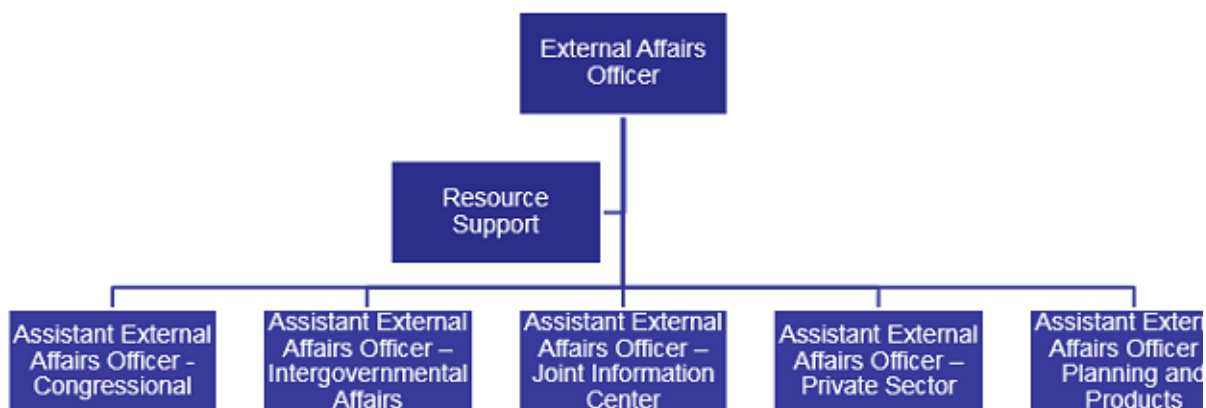 External Affairs
Officer
Resource
Support
Assistant External
Affairs Officer -
Congressional
Assistant External
Affairs Officer –
Intergovernmental
Affairs
Assistant External
Affairs Officer –
Joint Information
Center
Assistant External
Affairs Officer –
Private Sector
Assistant
Affairs Officer
Planning and
Products